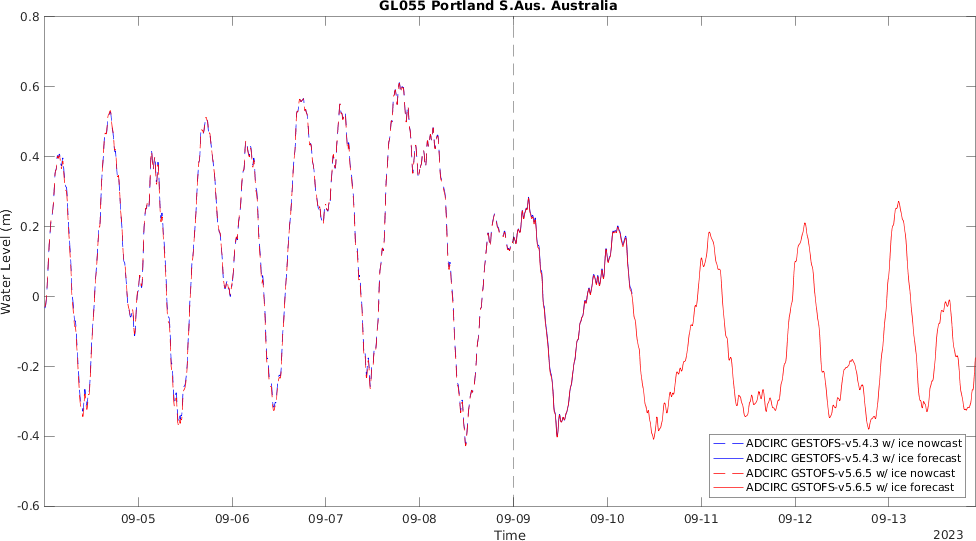 GL055 Portland S.Aus. Australia
Water Level (m)
0.8
0.6
0.4
0.2
0
-0.2
-0.4
-0.6
ADCIRC GESTOFS-v5.4.3 w/ ice nowcast
ADCIRC GESTOFS-v5.4.3 w/ ice forecast
ADCIRC GSTOFS-v5.6.5 w/ ice nowcast
ADCIRC GSTOFS-v5.6.5 w/ ice forecast
09-05 09-06 09-07 09-08 09-09 09-10 09-11 09-12 09-13
Time
2023